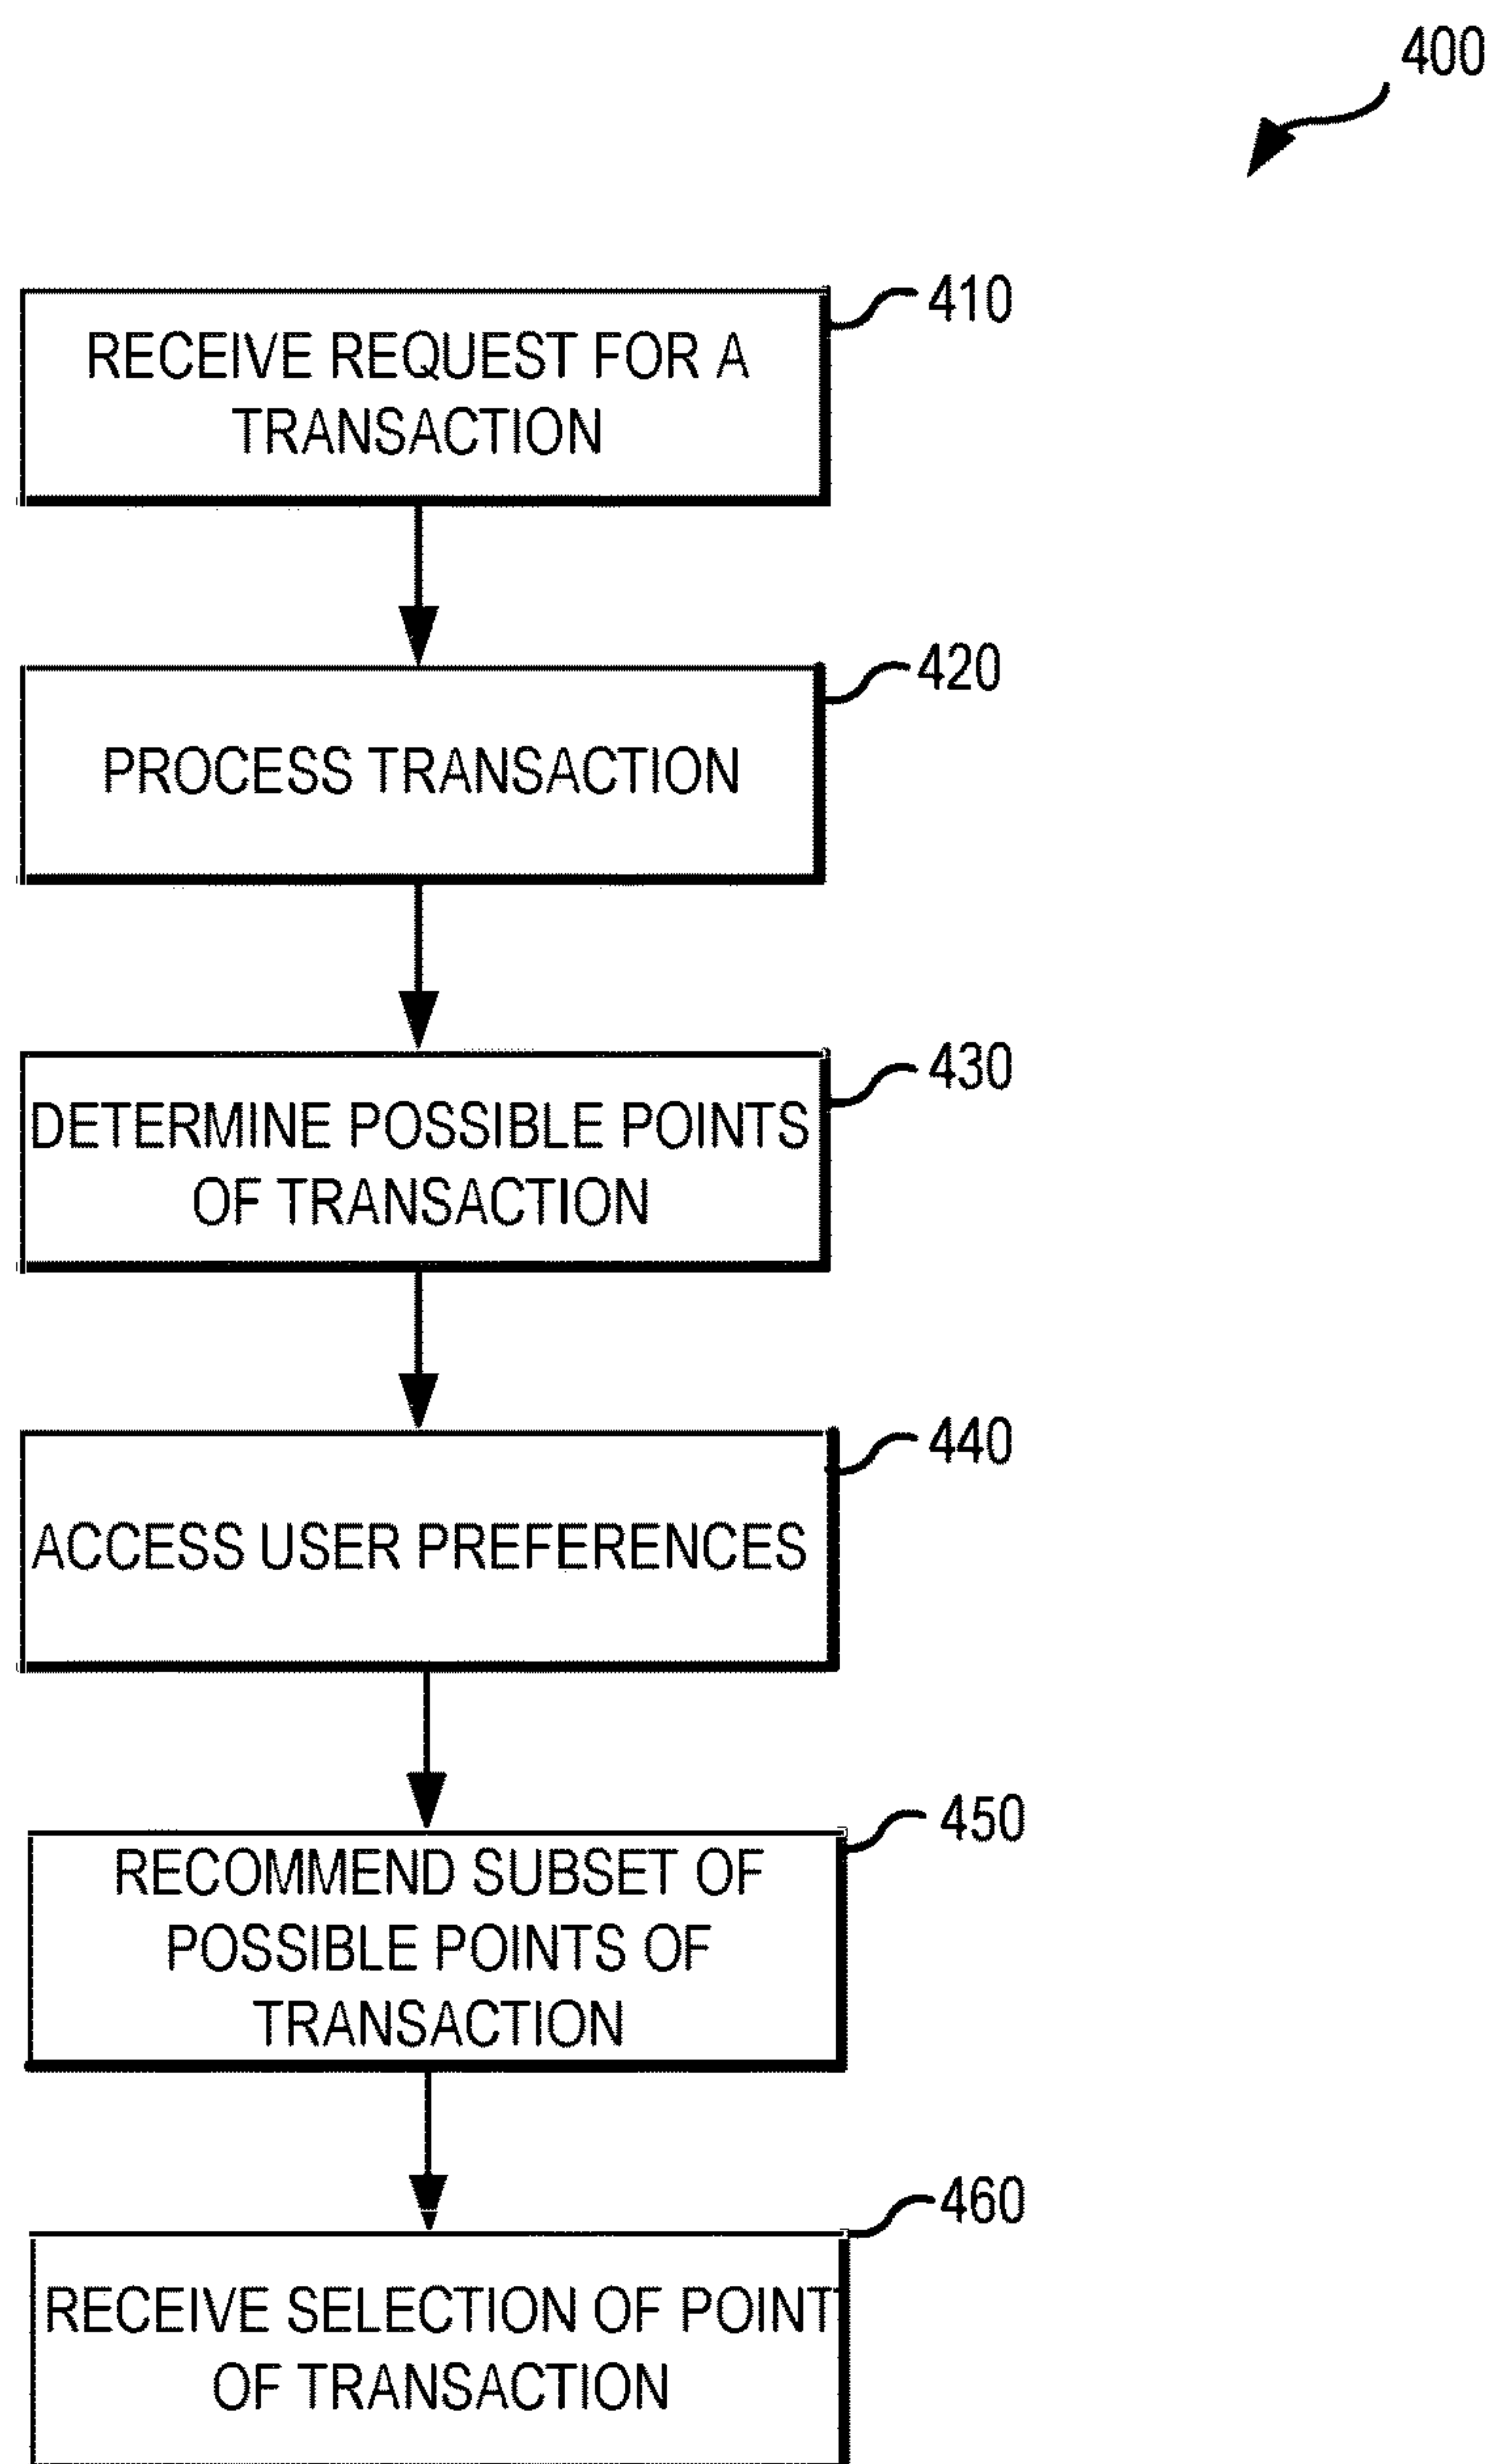 400
410
RECEIVE REQUEST FOR A
TRANSACTION
420
PROCESS TRANSACTION
430
DETERMINE POSSIBLE POINTS
OF TRANSACTION
440
ACCESS USER PREFERENCES
450
RECOMMEND SUBSET OF
POSSIBLE POINTS OF
TRANSACTION
460
RECEIVE SELECTION OF POINT
OF TRANSACTION